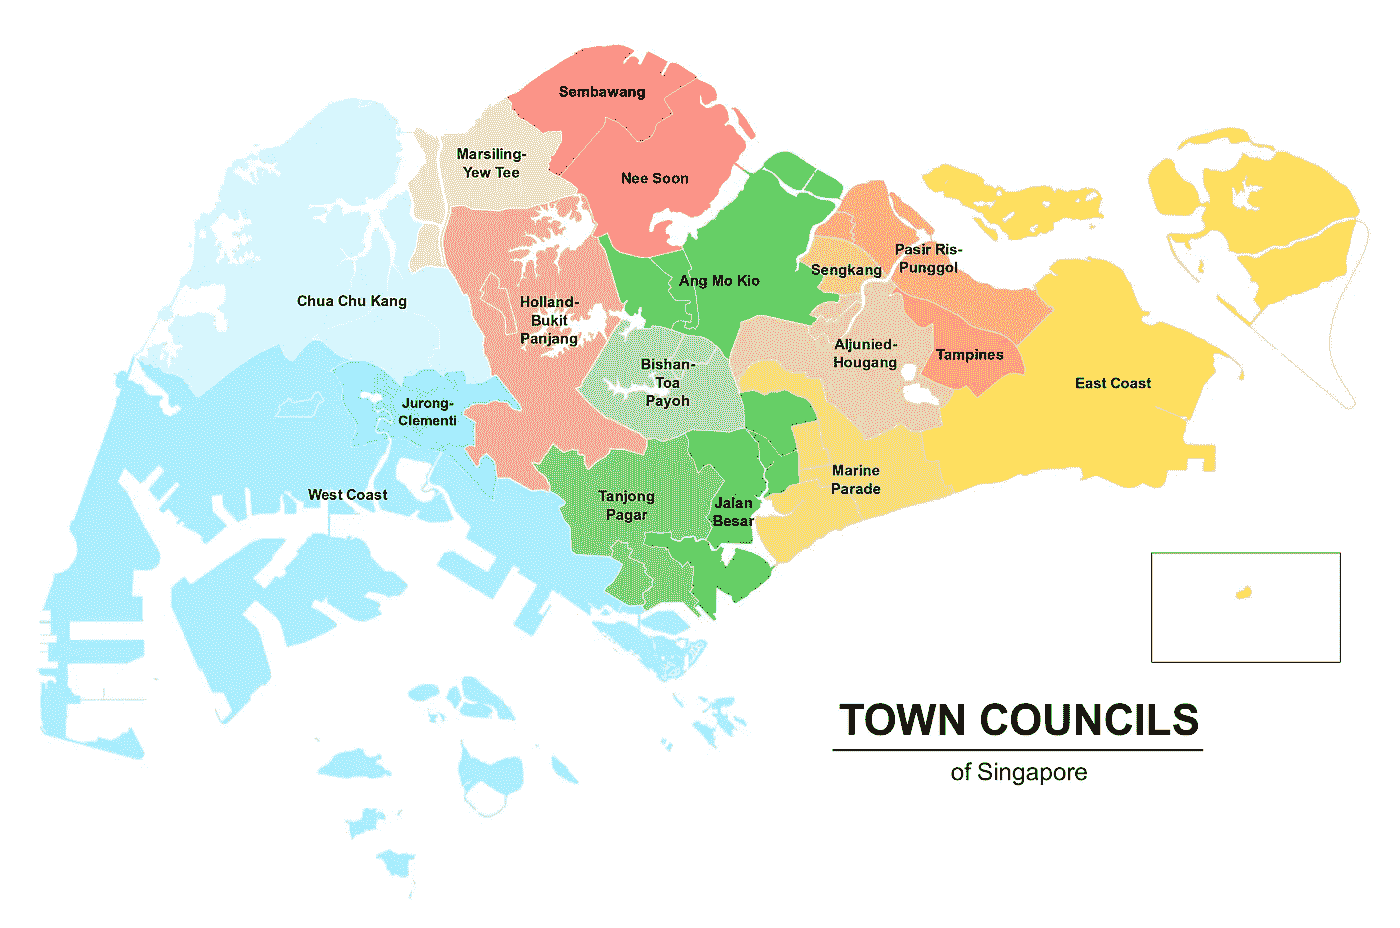 Sembawang
Marsiling-
Yew Tee
Nee Soon
Pasir Ris-
Punggol
Sengkang
Ang Mo Kio
Chua Chu Kang
Holland-
Bukit
Panjang
Aljunied-
Hougang
Tampines
Bishan-
Toa
Payoh
East Coast
Jurong-
Clementi
Marine
Parade
West Coast
Tanjong
Pagar
Jalan
Besar
TOWN COUNCILS
of Singapore